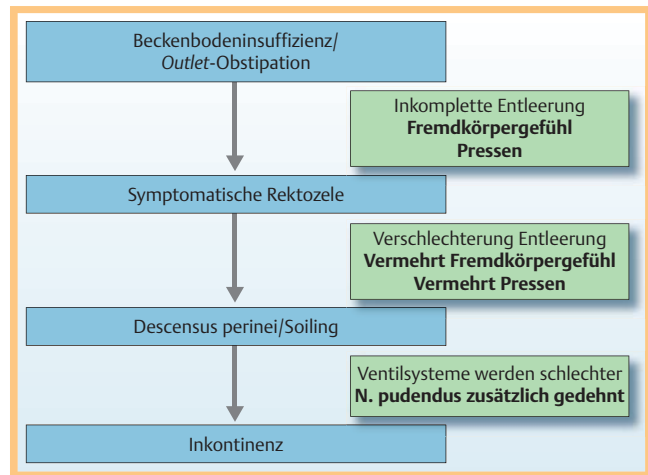 Beckenbodeninsuffizienz/
Outlet-Obstipation
Inkomplette Entleerung
Fremdkörpergefühl
Pressen
Symptomatische Rektozele
Verschlechterung Entleerung
Vermehrt Fremdkörpergefühl
Vermehrt Pressen
Descensus perinei/Soiling
Ventilsysteme werden schlechter
N. pudendus zusätzlich gedehnt
Inkontinenz